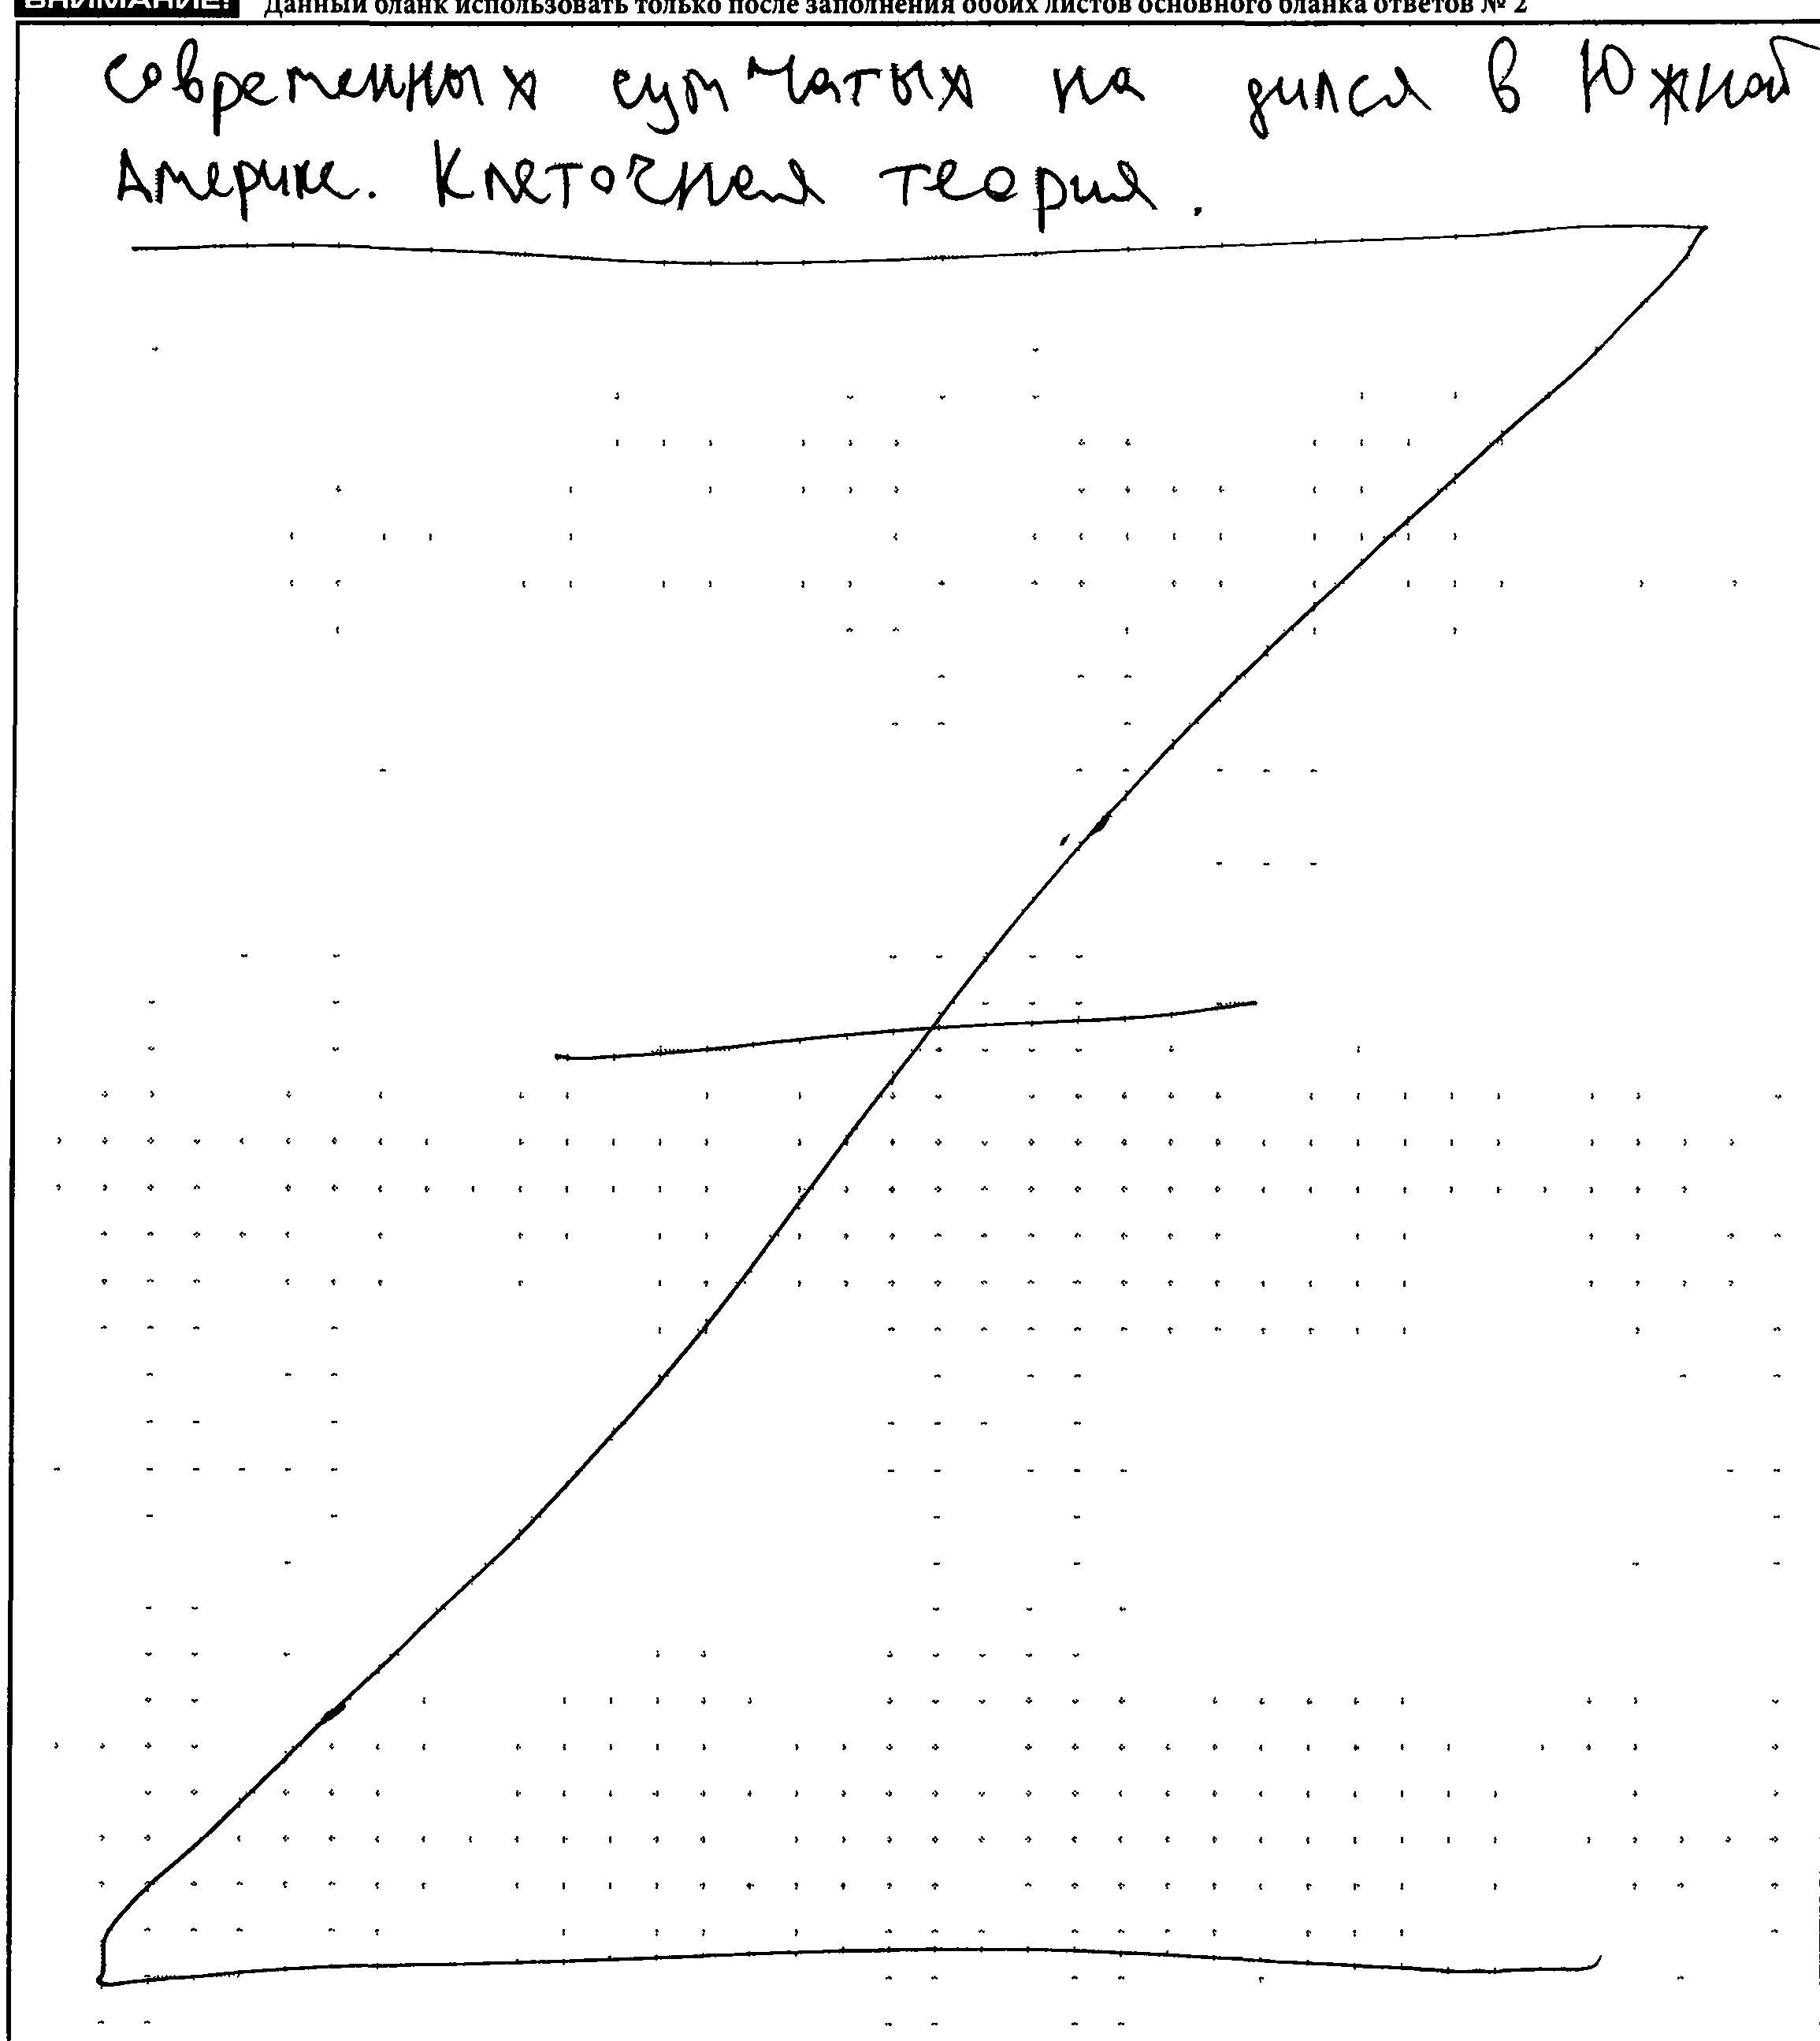 ВНИМАНИЕ! Данный бланк использовать только после заполнения обоих листов основного бланка ответов № 2
современных сумчатых на дился в Южной
Америке. Клеточная теория.